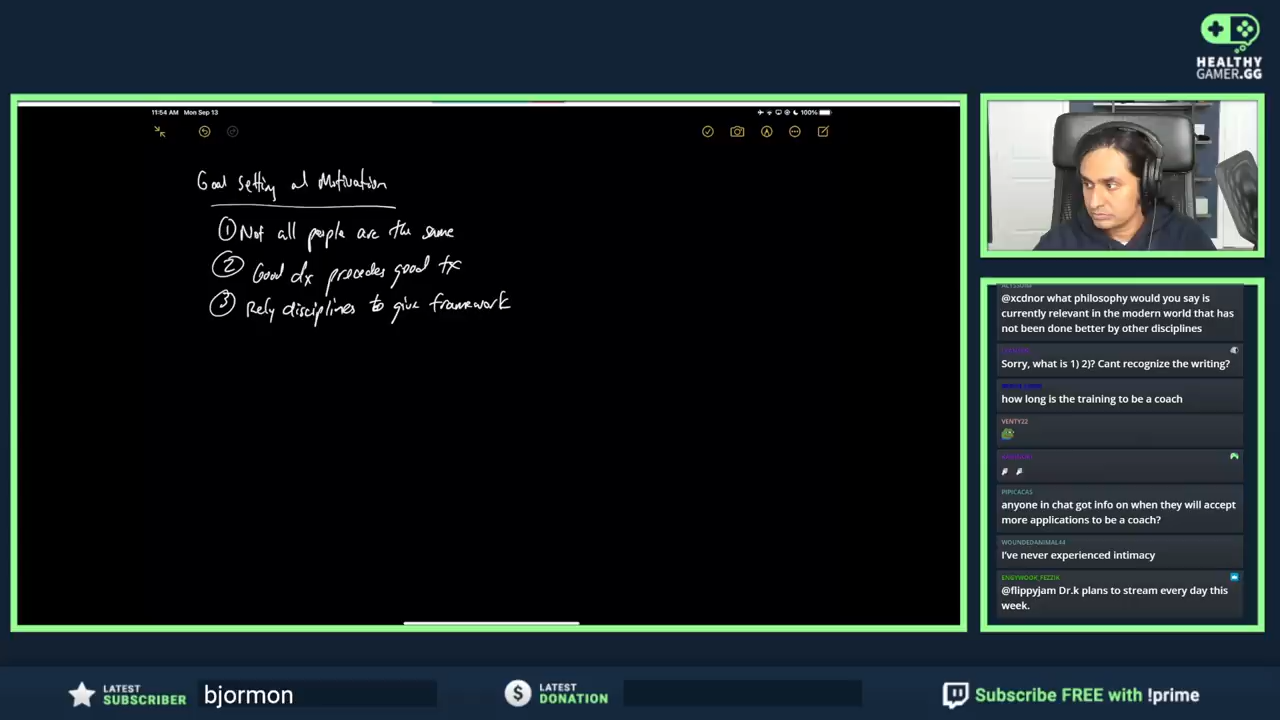 HEALTHY
GAMER.GG
11:54 AM Mon Sep 13
100%
Goal Setting and Motivation
① Not all people are the same
② Good dx precedes good tx
③ Rely disciplines to give framework
@xcdnor what philosophy would you say is
currently relevant in the modern world that has
not been done better by other disciplines
Sorry, what is 1) 2)? Cant recognize the writing?
how long is the training to be a coach
VENTY22
PIPICACAS
anyone in chat got info on when they will accept
more applications to be a coach?
WOUNDEDANIMAL44
I've never experienced intimacy
@flippyjam Dr.k plans to stream every day this
week.
LATEST
SUBSCRIBER
bjormon
LATEST
DONATION
Subscribe FREE with !prime